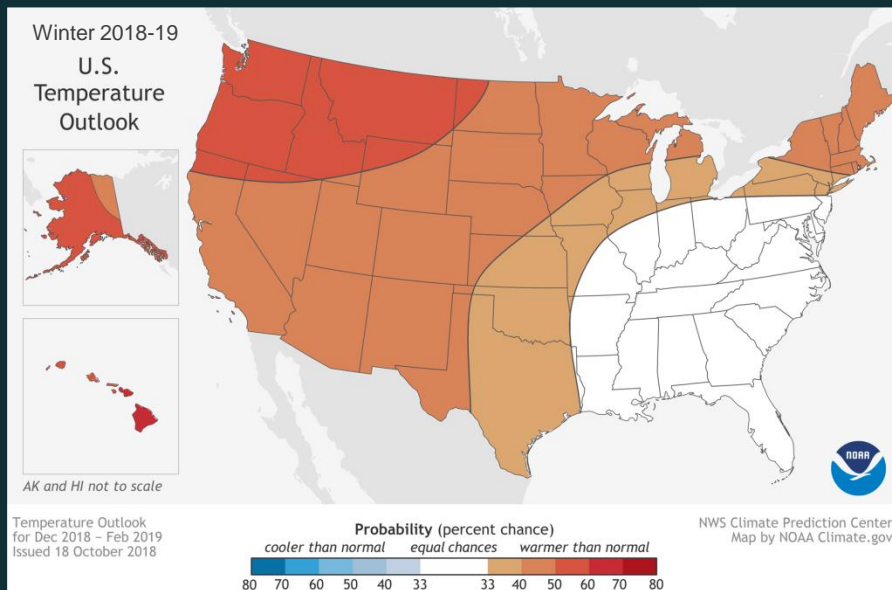 Winter 2018-19
U.S.
Temperature
Outlook
AK and HI not to scale
NOAA
Temperature Outlook
for Dec 2018 – Feb 2019
Issued 18 October 2018
NWS Climate Prediction Center
Map by NOAA Climate.gov
Probability (percent chance)
cooler than normal equal chances warmer than normal
80 70 60 50 40 33 33 40 50 60 70 80